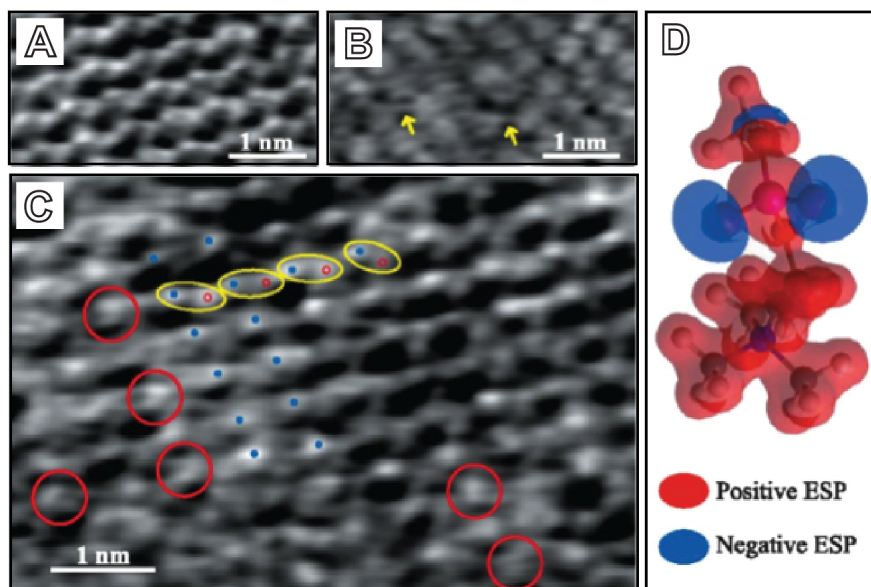 A
B
D
1 nm
1 nm
C
1 nm
Positive ESP
Negative ESP